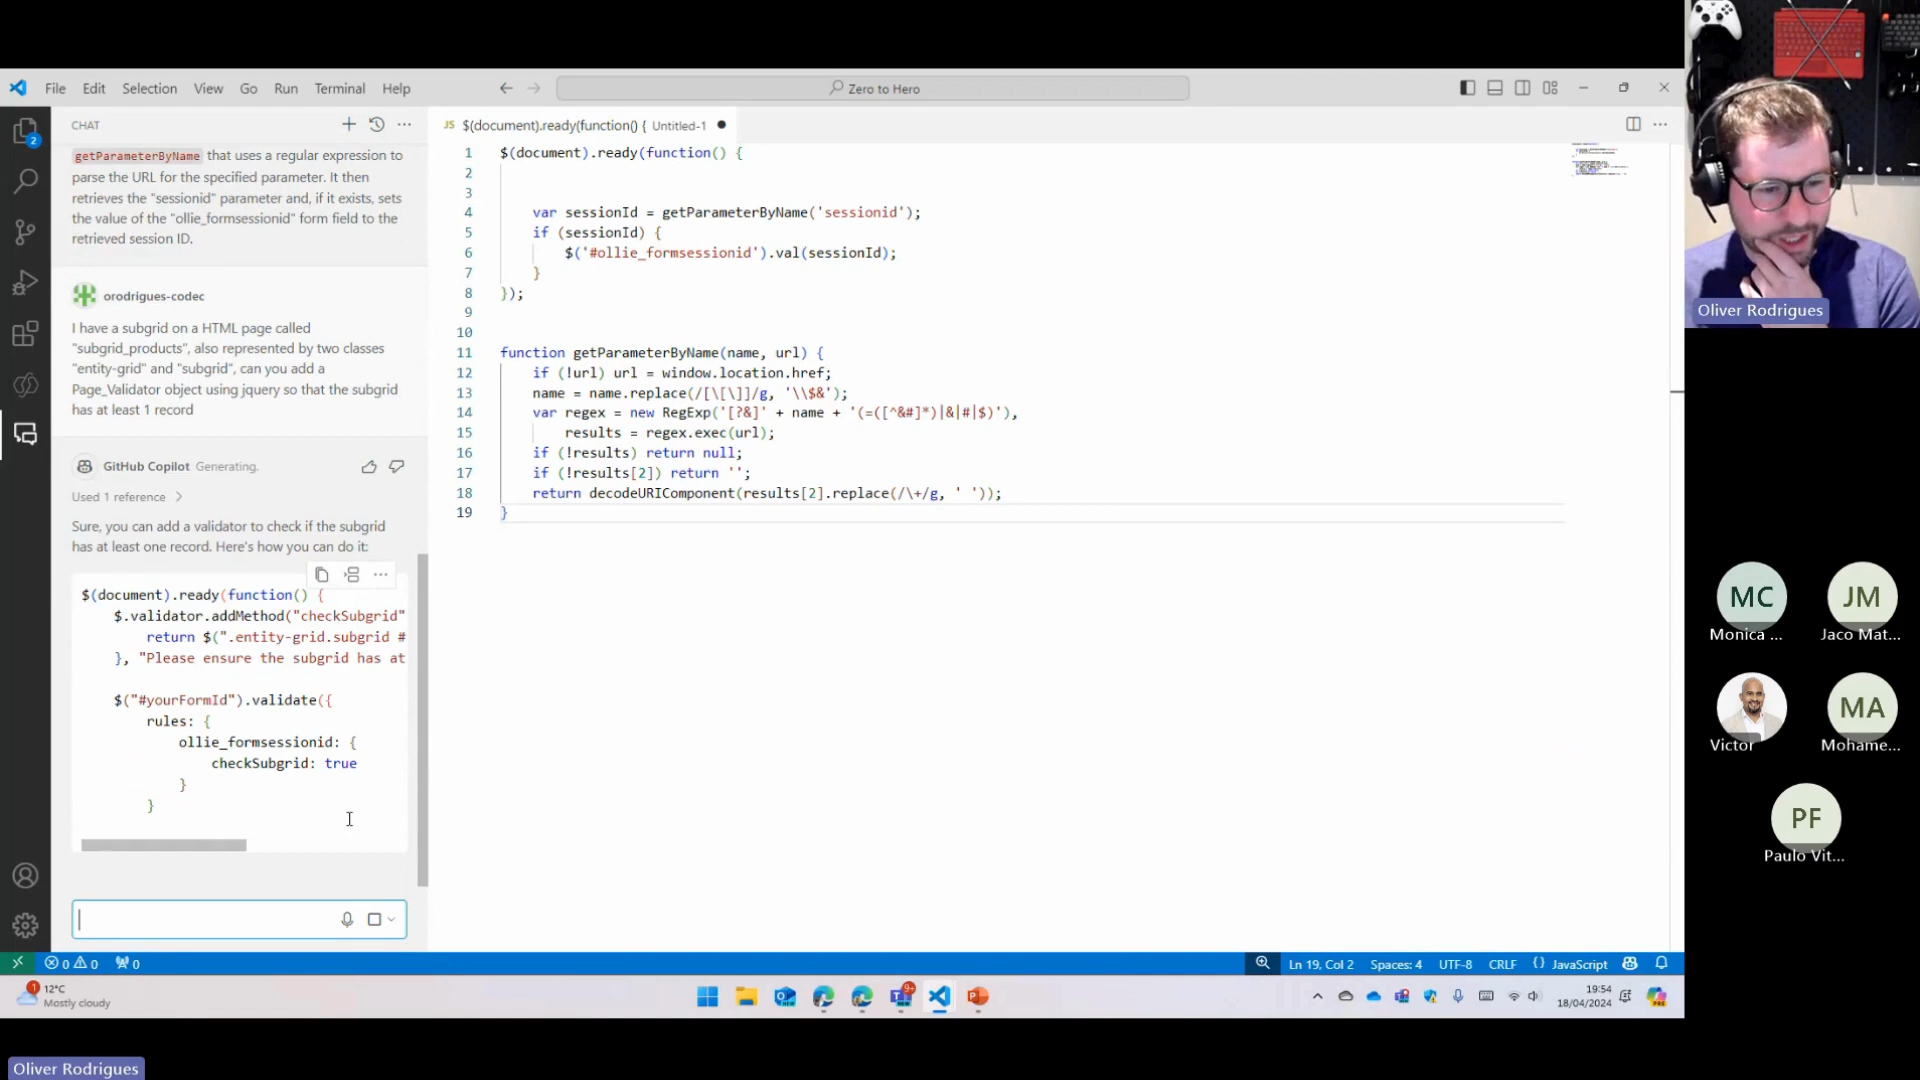 File Edit Selection View Go Run Terminal Help
Zero to Hero
CHAT
getParameterByName that uses a regular expression to
parse the URL for the specified parameter. It then
retrieves the "sessionid" parameter and, if it exists, sets
the value of the "ollie_formsessionid" form field to the
retrieved session ID.
orodrigues-codec
I have a subgrid on a HTML page called
"subgrid_products", also represented by two classes
"entity-grid" and "subgrid", can you add a
Page_Validator object using jquery so that the subgrid
has at least 1 record
GitHub Copilot Generating.
Used 1 reference
Sure, you can add a validator to check if the subgrid
has at least one record. Here's how you can do it:
$(document).ready(function() {
$.validator.addMethod("checkSubgrid"
return $(".entity-grid.subgrid #
}, "Please ensure the subgrid has at
$("#yourFormId").validate({
rules: {
ollie_formsessionid: {
checkSubgrid: true
}
}
JS $(document).ready(function() { Untitled-1
1 $(document).ready(function() {
2
3
4 var sessionId = getParameterByName('sessionid');
5 if (sessionId) {
6 $('#ollie_formsessionid').val(sessionId);
7 }
8 });
9
10
11 function getParameterByName(name, url) {
12 if (!url) url = window.location.href;
13 name = name.replace(/[\[\]]/g, '\\$&');
14 var regex = new RegExp('[?&]' + name + '(=([^&#]*)|&|#|$)'),
15 results = regex.exec(url);
16 if (!results) return null;
17 if (!results[2]) return '';
18 return decodeURIComponent(results[2].replace(/\+/g, ' '));
19 }
2
0 0 0
Ln 19, Col 2 Spaces: 4 UTF-8 CRLF {} JavaScript
1
12°C
Mostly cloudy
9+
19:54
18/04/2024
PRE
Oliver Rodrigues
MC
Monica ...
JM
Jaco Mat...
Victor
MA
Mohame...
PF
Paulo Vit...
Oliver Rodrigues